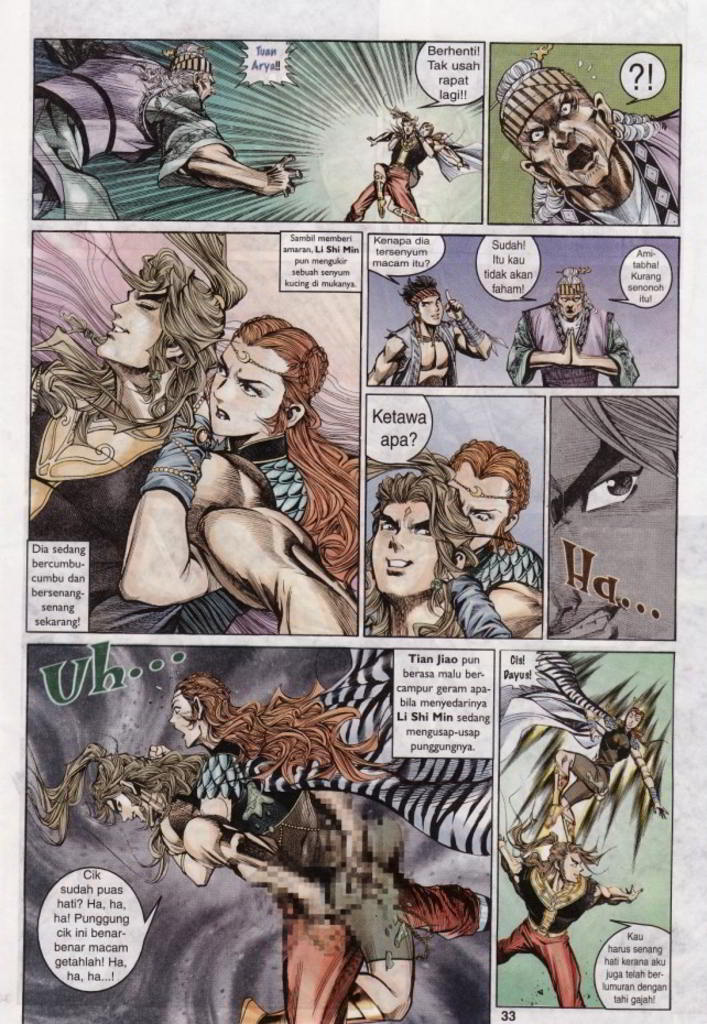 Tuan
Arya!!
Berhenti!
Tak usah
rapat
lagi!!
?!
Sambil memberi
amaran, Li Shi Min
pun mengukir
sebuah senyum
kucing di mukanya.
Dia sedang
bercumbu-
cumbu dan
bersenang-
senang
sekarang!
Kenapa dia
tersenyum
macam itu?
Sudah!
Itu kau
tidak akan
faham!
Ami-
tabha!
Kurang
senonoh
itu!
Ketawa
apa?
Ha...
Uh...
Tian Jiao pun
berasa malu ber-
campur geram apa-
bila menyedarinya
Li Shi Min sedang
mengusap-usap
punggungnya.
Cik
sudah puas
hati? Ha, ha,
ha! Punggung
cik ini benar-
benar macam
getahlah! Ha,
ha, ha...!
Cis!
Dayus!
Kau
harus senang
hati kerana aku
juga telah ber-
lumuran dengan
tahi gagah!
33